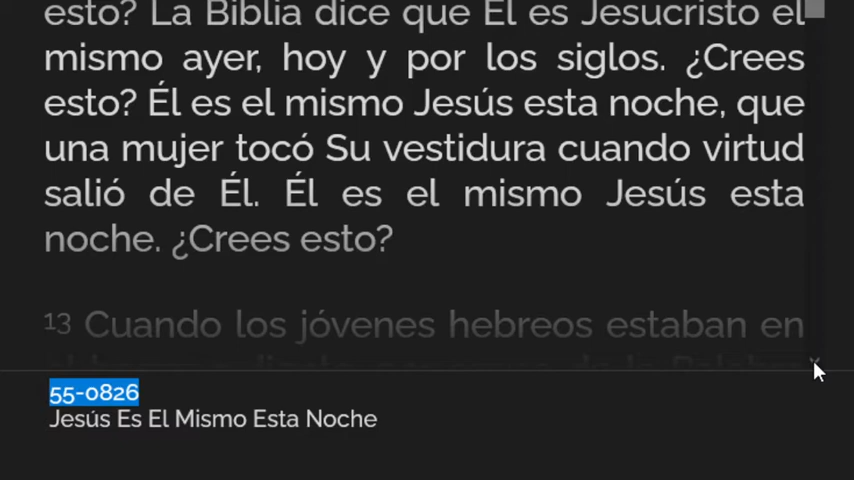 esto? La Biblia dice que Él es Jesucristo el
mismo ayer, hoy y por los siglos. ¿Crees
esto? Él es el mismo Jesús esta noche, que
una mujer tocó Su vestidura cuando virtud
salió de Él. Él es el mismo Jesús esta
noche. ¿Crees esto?
13 Cuando los jóvenes hebreos estaban en
55-0826
Jesús Es El Mismo Esta Noche